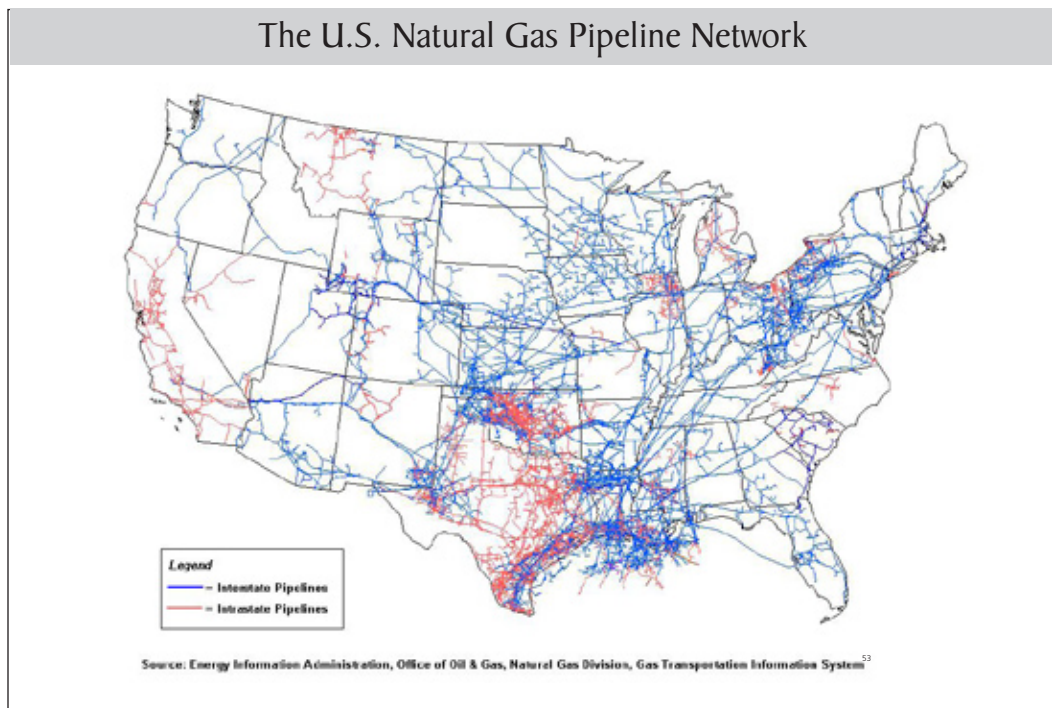 The U.S. Natural Gas Pipeline Network
Legend
= Interstate Pipelines
= Intrastate Pipelines
Source: Energy Information Administration, Office of Oil & Gas, Natural Gas Division, Gas Transportation Information System 53